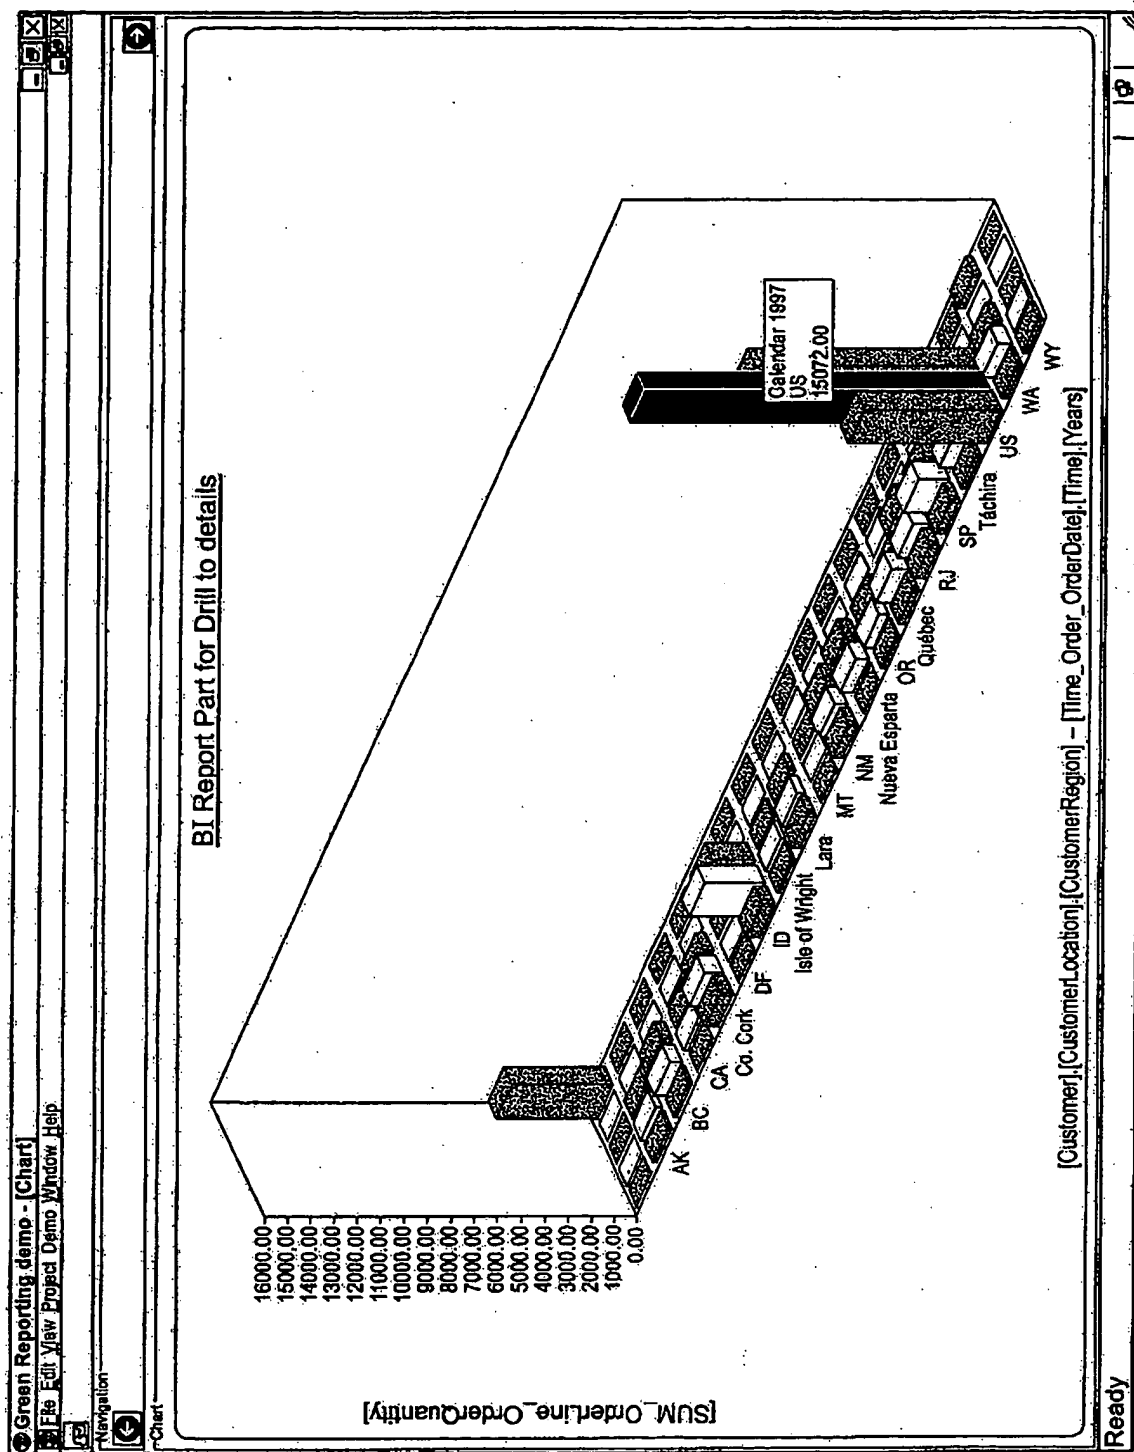 Green Reporting demo - [Chart]
File Edit View Project Demo Window Help
Navigation
Chart
BI Report Part for Drill to details
16000.00
15000.00
14000.00
13000.00
12000.00
11000.00
10000.00
9000.00
8000.00
7000.00
6000.00
5000.00
4000.00
3000.00
2000.00
1000.00
0.00
[SUM_OrderLine_OrderQuantity]
Calendar 1997
US
15072.00
AK
BC
CA
Co. Cork
DF
ID
Isle of Wright
Lara
MT
NM
Nueva Esparta
OR
Québec
RJ
SP
Táchira
US
WA
WY
[Customer].[CustomerLocation].[CustomerRegion] – [Time_Order_OrderDate].[Time].[Years]
Ready